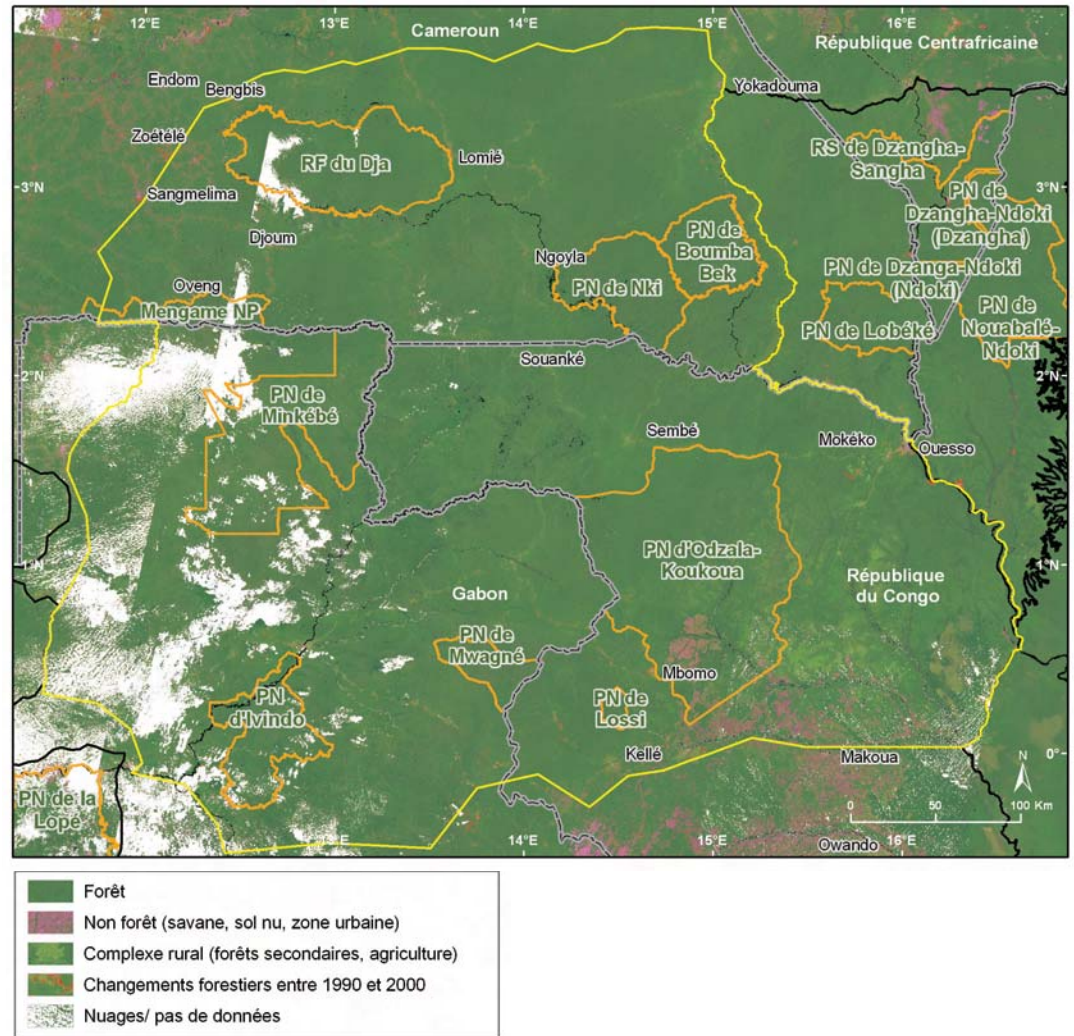 12°E 13°E 14°E 15°E 16°E
Cameroun
République Centrafricaine
Endom
Bengbis
Yokadouma
Zoétélé
RF du Dja
Lomié
RS de Dzangha-
Sangha
3°N
3°N
Sangmelima
PN de
Dzangha-Ndoki
(Dzangha)
Djoum
PN de
Boumba
Bek
Ngoyla
PN de Nki
PN de Dzanga-Ndoki
(Ndoki)
Oveng
Mengame NP
PN de Lobéké
PN de
Nouabalé-
Ndoki
Souanké
2°N
2°N
PN de
Minkébé
Sembé
Mokéko
Ouesso
PN d'Odzala-
Koukoua
1°N
1°N
Gabon
République
du Congo
PN de
Mwagné
Mbomo
PN
d'Ivindo
PN de
Lossi
Kellé
Makoua
0°
N
PN de la
Lopé
0 50 100 Km
13°E 14°E 15°E 16°E
Owando
Forêt
Non forêt (savane, sol nu, zone urbaine)
Complexe rural (forêts secondaires, agriculture)
Changements forestiers entre 1990 et 2000
Nuages/ pas de données